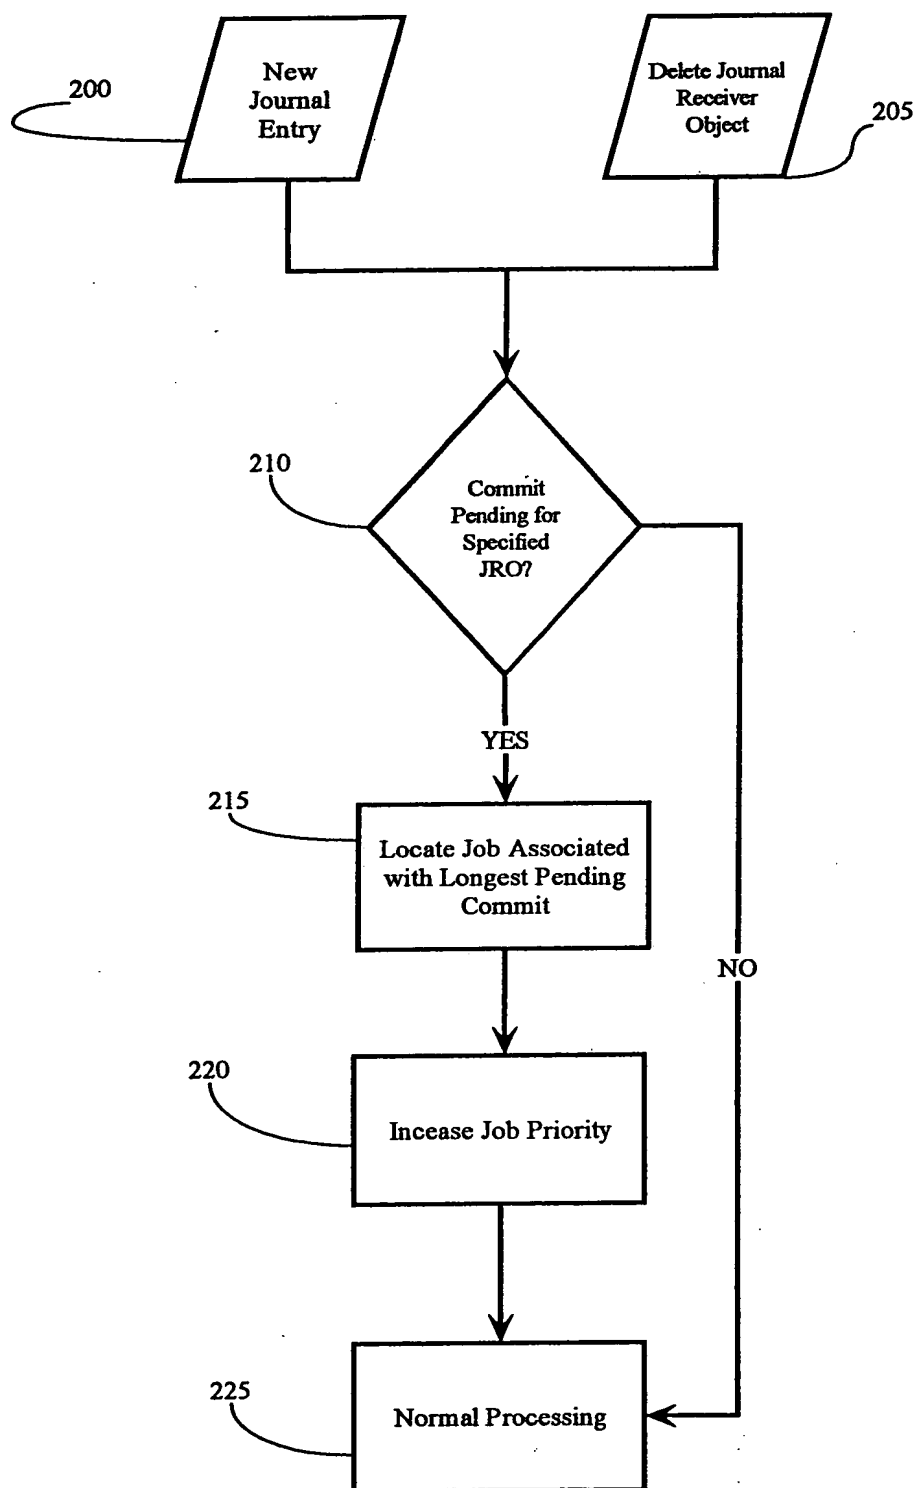 New
Journal
Entry
200
Delete Journal
Receiver
Object
205
210
Commit
Pending for
Specified
JRO?
YES
215
Locate Job Associated
with Longest Pending
Commit
NO
220
Incease Job Priority
225
Normal Processing